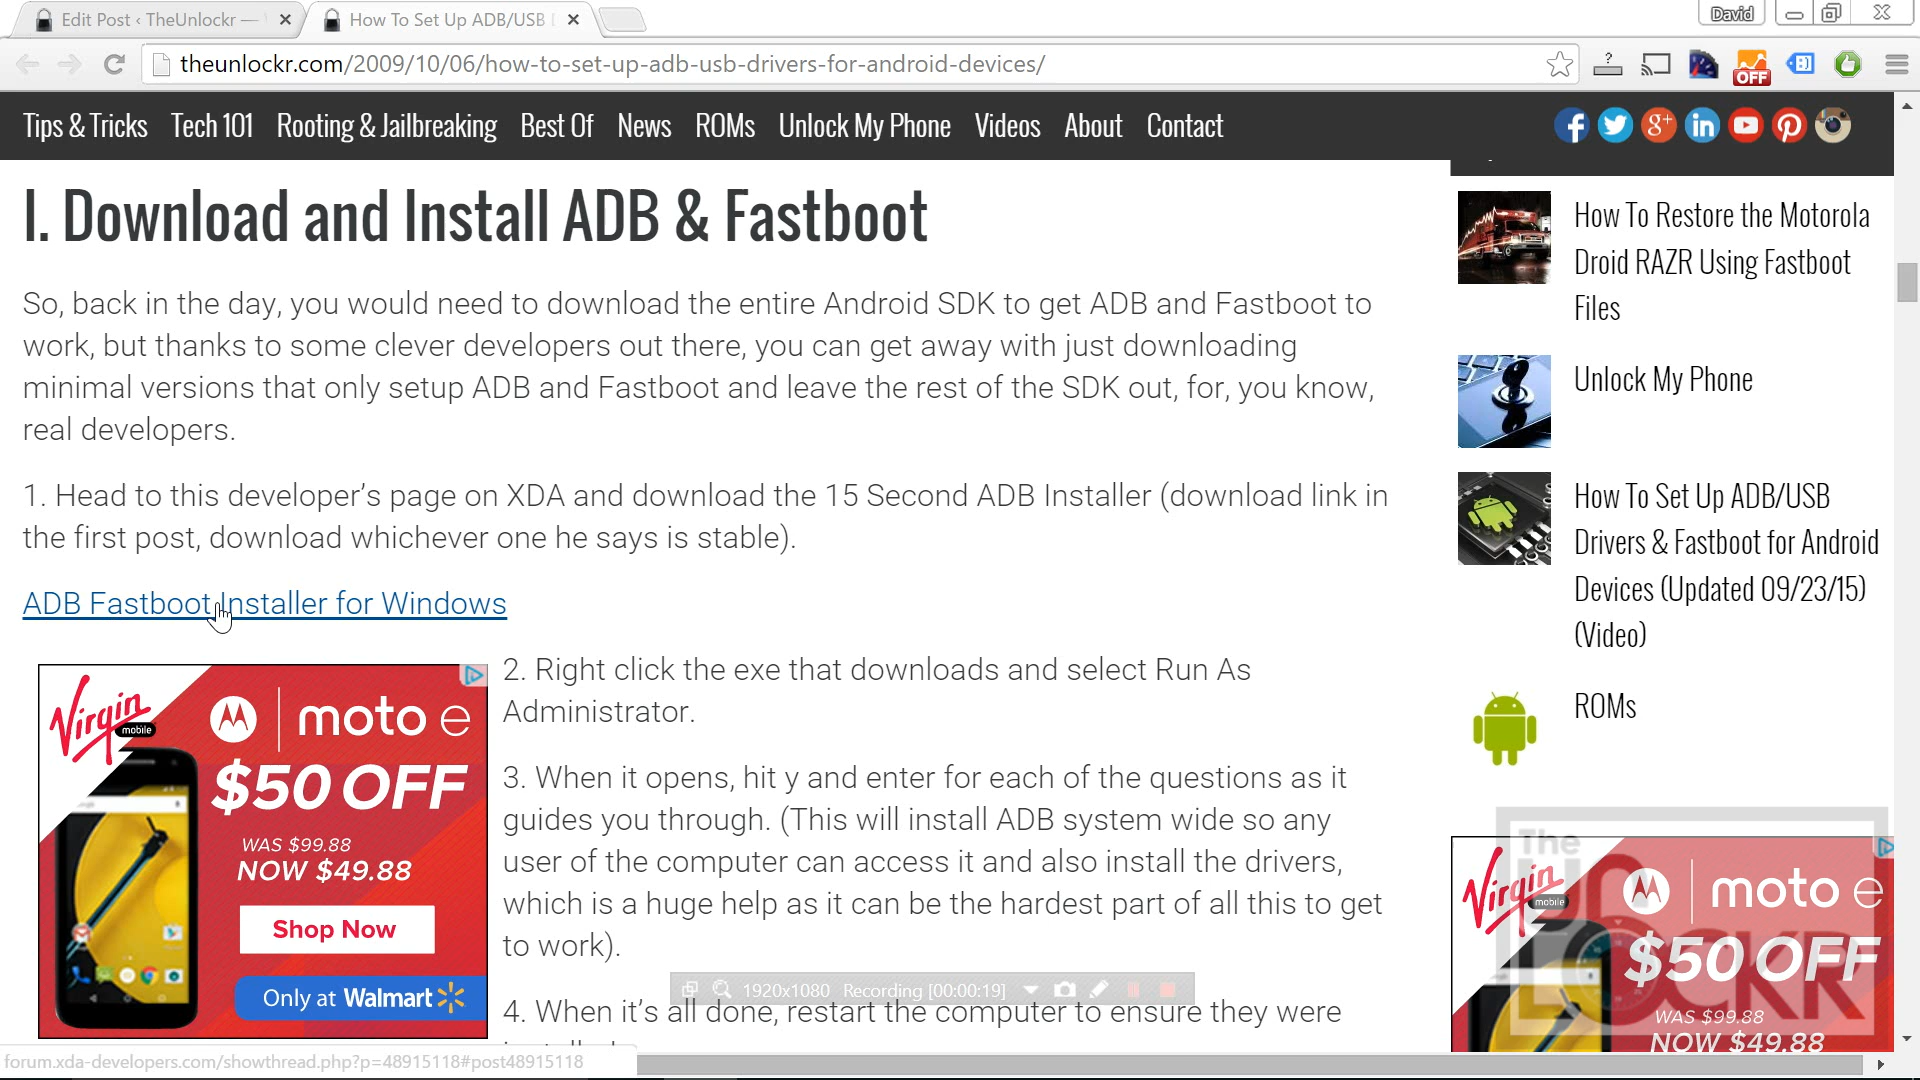 Edit Post ‹ TheUnlockr —
How To Set Up ADB/USB
David
theunlockr.com/2009/10/06/how-to-set-up-adb-usb-drivers-for-android-devices/
OFF
Tips & Tricks Tech 101 Rooting & Jailbreaking Best Of News ROMs Unlock My Phone Videos About Contact
I. Download and Install ADB & Fastboot
So, back in the day, you would need to download the entire Android SDK to get ADB and Fastboot to
work, but thanks to some clever developers out there, you can get away with just downloading
minimal versions that only setup ADB and Fastboot and leave the rest of the SDK out, for, you know,
real developers.
1. Head to this developer's page on XDA and download the 15 Second ADB Installer (download link in
the first post, download whichever one he says is stable).
ADB Fastboot Installer for Windows
2. Right click the exe that downloads and select Run As
Administrator.
3. When it opens, hit y and enter for each of the questions as it
guides you through. (This will install ADB system wide so any
user of the computer can access it and also install the drivers,
which is a huge help as it can be the hardest part of all this to get
to work).
4. When it's all done, restart the computer to ensure they were
Virgin
mobile
moto e
$50 OFF
WAS $99.88
NOW $49.88
Shop Now
Only at Walmart
1920x1080 Recording [00:00:19]
forum.xda-developers.com/showthread.php?p=48915118#post48915118
How To Restore the Motorola
Droid RAZR Using Fastboot
Files
Unlock My Phone
How To Set Up ADB/USB
Drivers & Fastboot for Android
Devices (Updated 09/23/15)
(Video)
ROMs
The
UNLOCKR
Virgin
mobile
moto e
$50 OFF
WAS $99.88
NOW $49.88